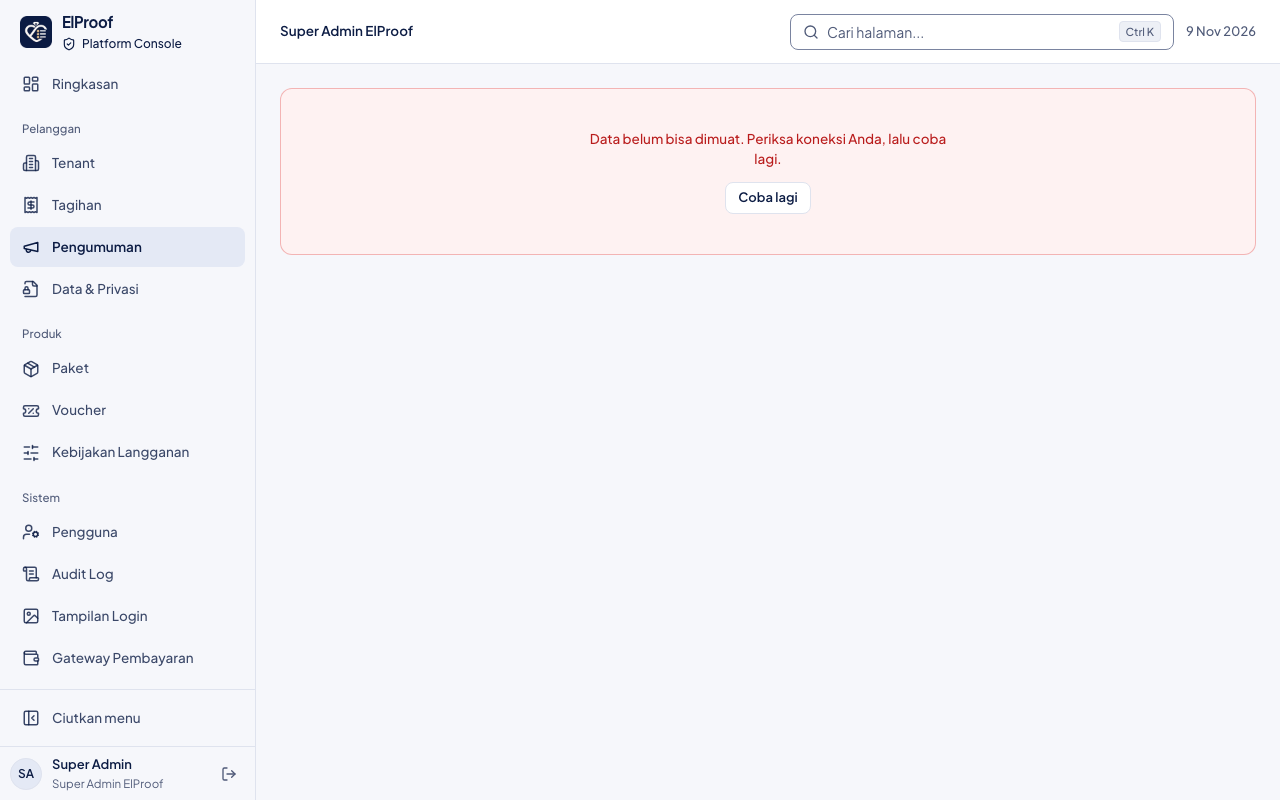 ElProof
Platform Console
Ringkasan
Pelanggan
Tenant
Tagihan
Pengumuman
Data & Privasi
Produk
Paket
Voucher
Kebijakan Langganan
Sistem
Pengguna
Audit Log
Tampilan Login
Gateway Pembayaran
Ciutkan menu
SA
Super Admin
Super Admin ElProof
Super Admin ElProof
Cari halaman...
Ctrl K
9 Nov 2026
Data belum bisa dimuat. Periksa koneksi Anda, lalu coba
lagi.
Coba lagi